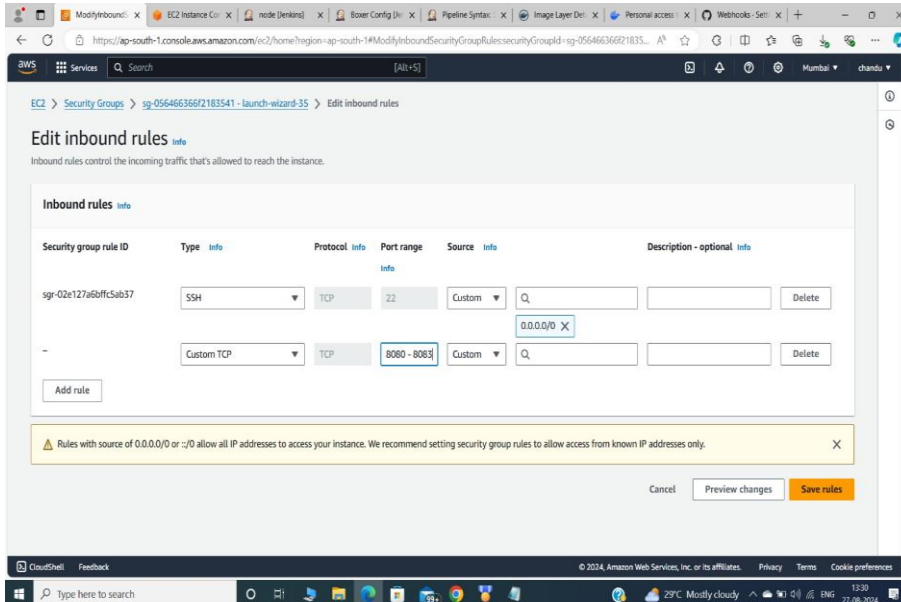 ModifyInboundS
EC2 Instance Con
node [Jenkins]
Boxer Config [Jen
Pipeline Syntax:
Image Layer Det
Personal access t
Webhooks · Sett
https://ap-south-1.console.aws.amazon.com/ec2/home?region=ap-south-1#ModifyInboundSecurityGroupRules:securityGroupId=sg-056466366f21835...
aws Services Search [Alt+S] Mumbai chandu
EC2 > Security Groups > sg-056466366f2183541 - launch-wizard-35 > Edit inbound rules
Edit inbound rules Info
Inbound rules control the incoming traffic that's allowed to reach the instance.
Inbound rules Info
Security group rule ID Type Info Protocol Info Port range Info Source Info Description - optional Info
sgr-02e127a6bffc5ab37 SSH TCP 22 Custom Delete
0.0.0.0/0
- Custom TCP TCP 8080 - 8083 Custom Delete
Add rule
Rules with source of 0.0.0.0/0 or ::/0 allow all IP addresses to access your instance. We recommend setting security group rules to allow access from known IP addresses only.
Cancel Preview changes Save rules
CloudShell Feedback © 2024, Amazon Web Services, Inc. or its affiliates. Privacy Terms Cookie preferences
Type here to search 99+ 29°C Mostly cloudy ENG 13:30
27-08-2024